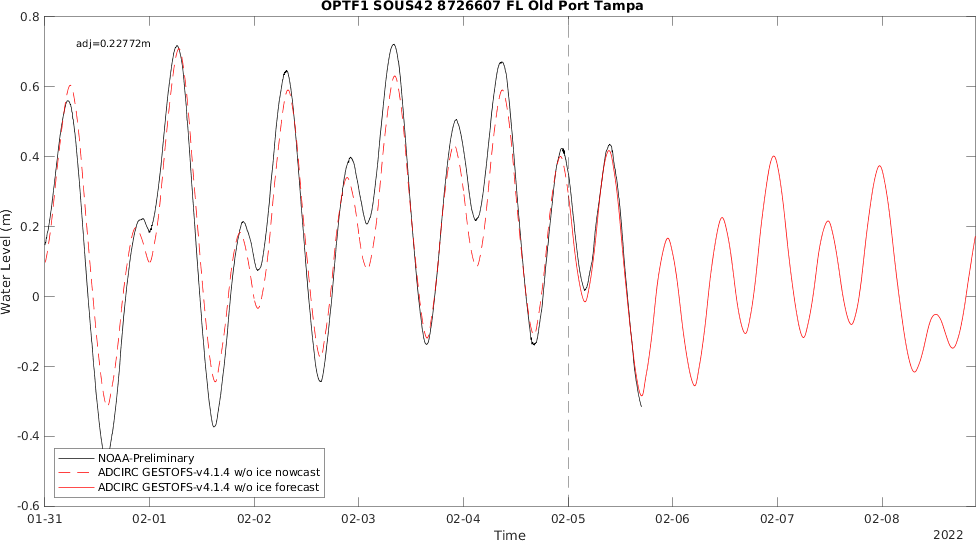 OPTF1 SOUS42 8726607 FL Old Port Tampa
adj=0.22772m
0.8
0.6
0.4
0.2
0
-0.2
-0.4
-0.6
Water Level (m)
NOAA-Preliminary
ADCIRC GESTOFS-v4.1.4 w/o ice nowcast
ADCIRC GESTOFS-v4.1.4 w/o ice forecast
01-31 02-01 02-02 02-03 02-04 02-05 02-06 02-07 02-08
Time
2022